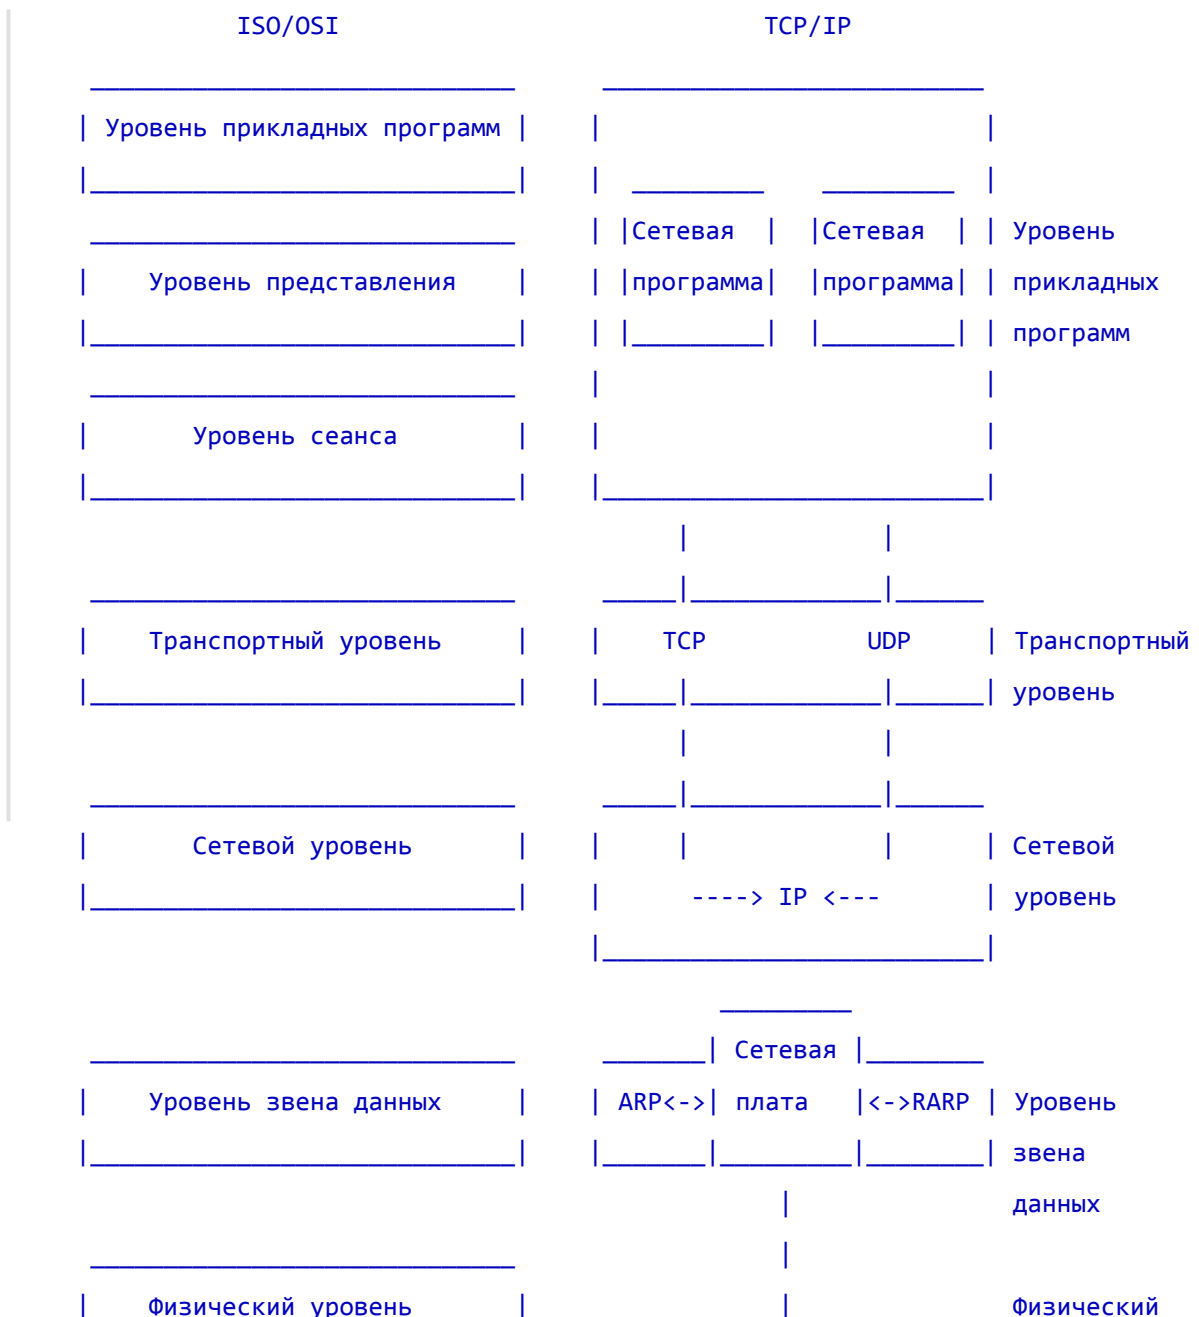 ISO/OSI TCP/IP
Уровень прикладных программ
Сетевая Сетевая Уровень
Уровень представления программа программа прикладных
программ
Уровень сеанса
Транспортный уровень TCP UDP Транспортный
уровень
Сетевой уровень Сетевой
----> IP <--- уровень
Сетевая
Уровень звена данных ARP<-> плата <->RARP Уровень
звена
данных
Физический уровень Физический